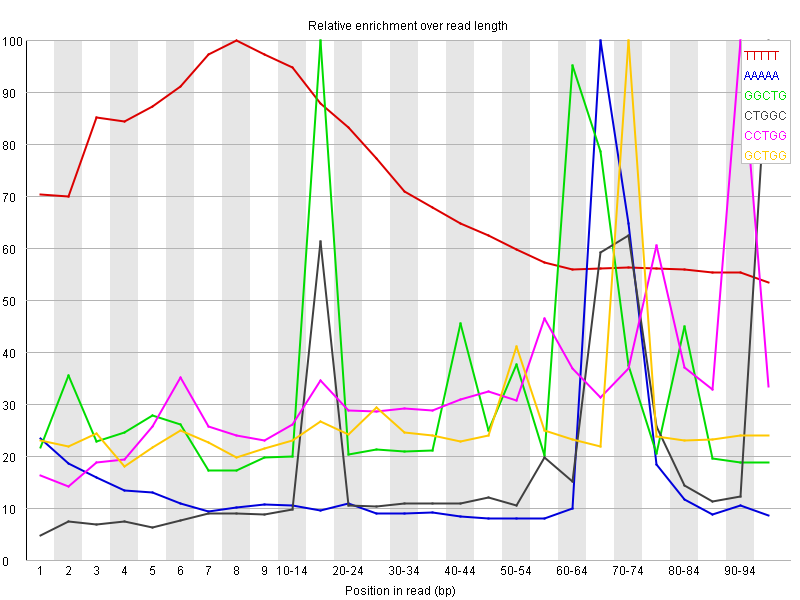 Relative enrichment over read length
100
90
80
70
60
50
40
30
20
10
0
TTTTT
AAAAA
GGCTG
CTGGC
CCTGG
GCTGG
1 2 3 4 5 6 7 8 9 10-14 20-24 30-34 40-44 50-54 60-64 70-74 80-84 90-94
Position in read (bp)